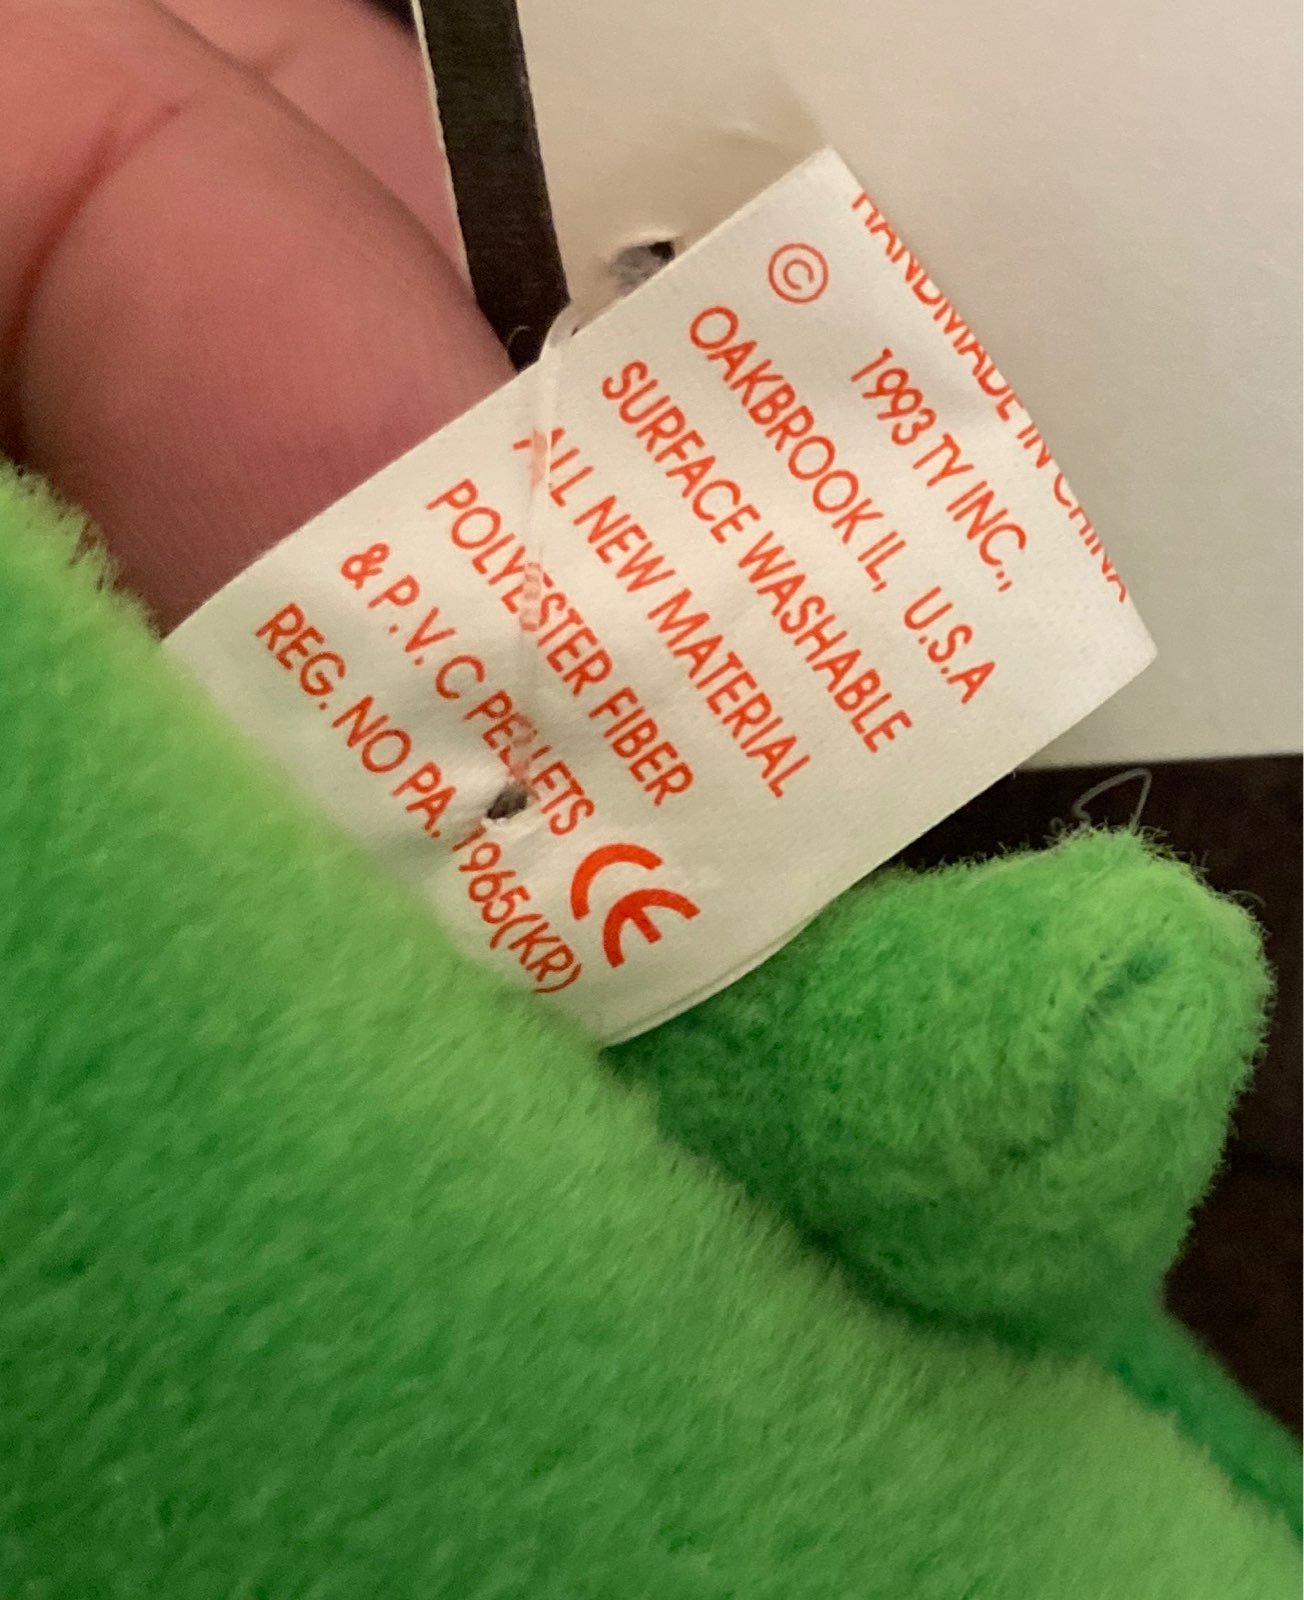 HANDMADE IN CHINA
©
1993 TY INC.,
OAKBROOK IL, U.S.A
SURFACE WASHABLE
ALL NEW MATERIAL
POLYESTER FIBER
& P.V.C PELLETS CE
REG. NO PA. 1965(KR)